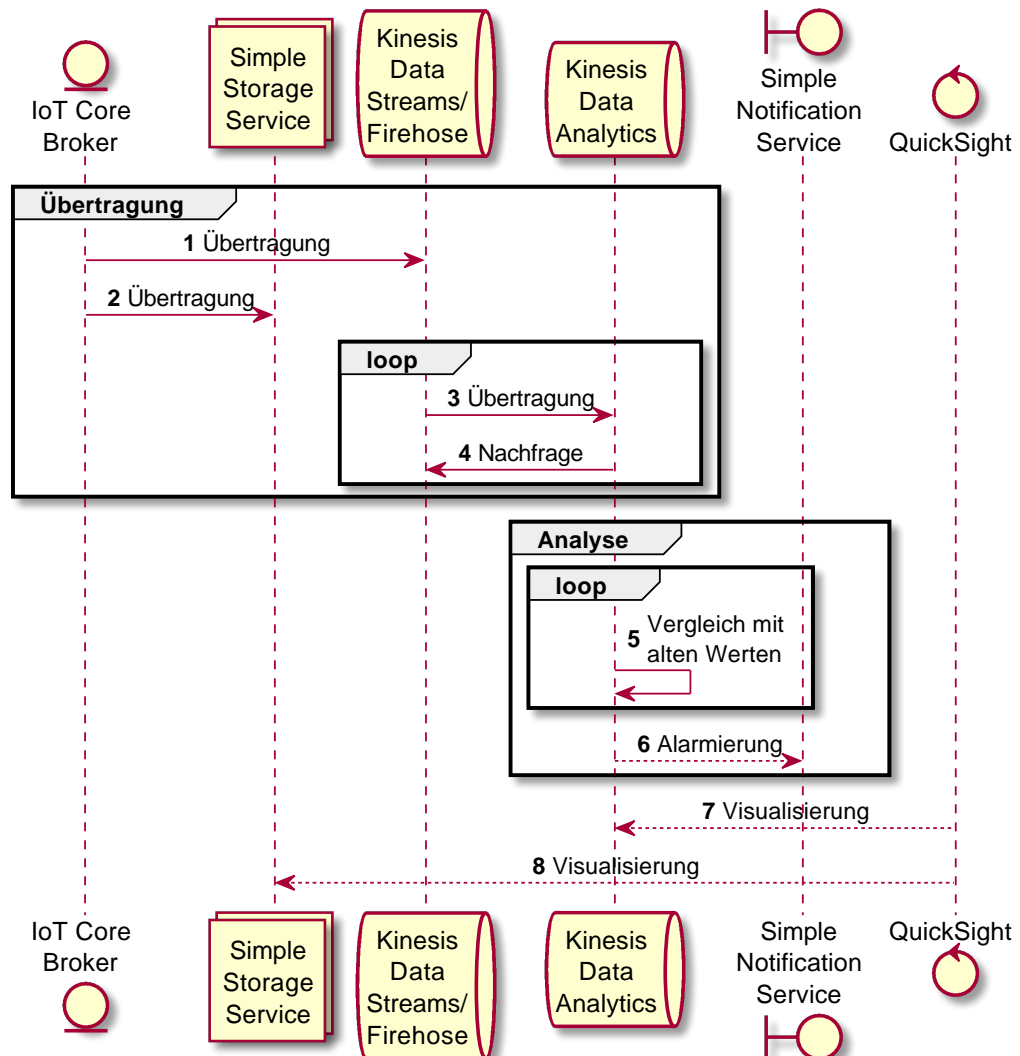 IoT Core
Broker
Simple
Storage
Service
Kinesis
Data
Streams/
Firehose
Kinesis
Data
Analytics
Simple
Notification
Service
QuickSight
Übertragung
1 Übertragung
2 Übertragung
loop
3 Übertragung
4 Nachfrage
Analyse
loop
5 Vergleich mit
alten Werten
6 Alarmierung
7 Visualisierung
8 Visualisierung
IoT Core
Broker
Simple
Storage
Service
Kinesis
Data
Streams/
Firehose
Kinesis
Data
Analytics
Simple
Notification
Service
QuickSight